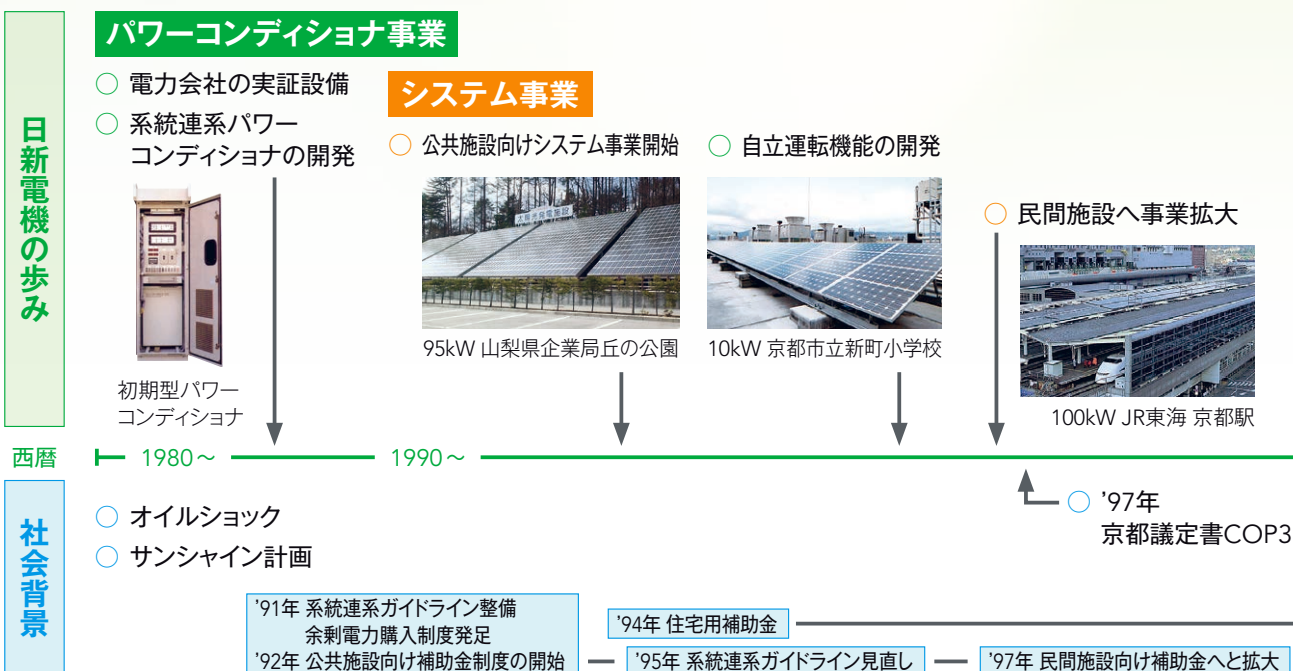 日新電機の歩み
パワーコンディショナ事業
○ 電力会社の実証設備
○ 系統連系パワー
コンディショナの開発
初期型パワー
コンディショナ
システム事業
○ 公共施設向けシステム事業開始
太陽光発電施設
95kW 山梨県企業局丘の公園
○ 自立運転機能の開発
10kW 京都市立新町小学校
○ 民間施設へ事業拡大
100kW JR東海 京都駅
西暦
1980～
1990～
社会背景
○ オイルショック
○ サンシャイン計画
○ ’97年
京都議定書COP3
’91年 系統連系ガイドライン整備
余剰電力購入制度発足
’92年 公共施設向け補助金制度の開始
’94年 住宅用補助金
’95年 系統連系ガイドライン見直し
’97年 民間施設向け補助金へと拡大